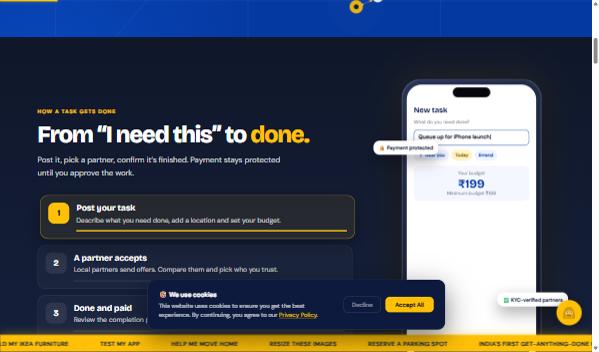 HOW A TASK GETS DONE
From “I need this” to done.
Post it, pick a partner, confirm it's finished. Payment stays protected
until you approve the work.
1
Post your task
Describe what you need done, add a location and set your budget.
2
A partner accepts
Local partners send offers. Compare them and pick who you trust.
3
Done and paid
Review the completion
New task
What do you need done?
Queue up for iPhone launch
Payment protected
Today
Errand
Your budget
₹199
Minimum budget ₹199
KYC-verified partners
We use cookies
This website uses cookies to ensure you get the best
experience. By continuing, you agree to our Privacy Policy.
Decline
Accept All
MY IKEA FURNITURE TEST MY APP HELP ME MOVE HOME RESIZE THESE IMAGES RESERVE A PARKING SPOT INDIA'S FIRST GET-ANYTHING-DONE